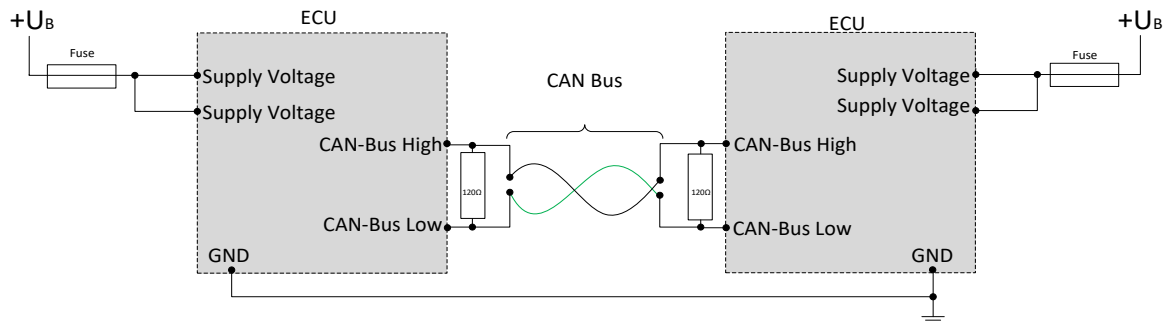 ECU
+UB
Fuse
Supply Voltage
Supply Voltage
CAN-Bus High
120Ω
CAN-Bus Low
GND
CAN Bus
ECU
+UB
Fuse
Supply Voltage
Supply Voltage
CAN-Bus High
120Ω
CAN-Bus Low
GND